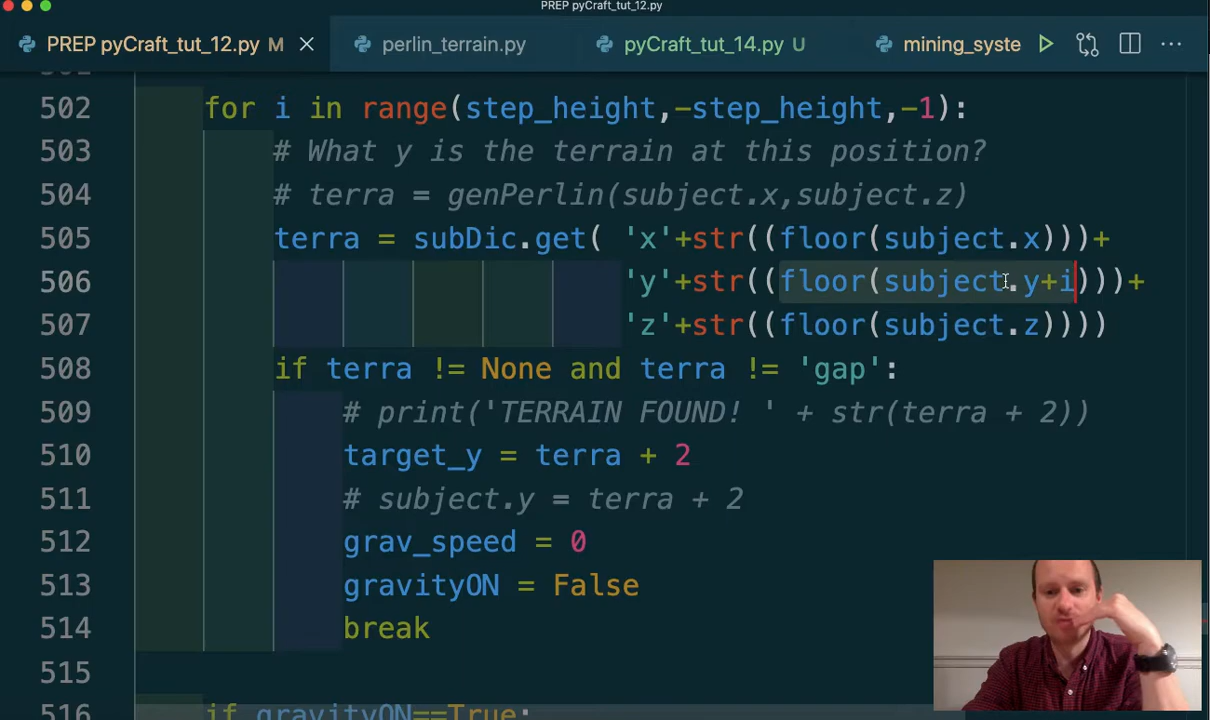 PREP pyCraft_tut_12.py
PREP pyCraft_tut_12.py M
perlin_terrain.py
pyCraft_tut_14.py U
mining_syste
502 for i in range(step_height,-step_height,-1):
503 # What y is the terrain at this position?
504 # terra = genPerlin(subject.x,subject.z)
505 terra = subDic.get( 'x'+str((floor(subject.x)))+
506 'y'+str((floor(subject.y+i)))+
507 'z'+str((floor(subject.z))))
508 if terra != None and terra != 'gap':
509 # print('TERRAIN FOUND! ' + str(terra + 2))
510 target_y = terra + 2
511 # subject.y = terra + 2
512 grav_speed = 0
513 gravityON = False
514 break
515
516 if gravityON==True: